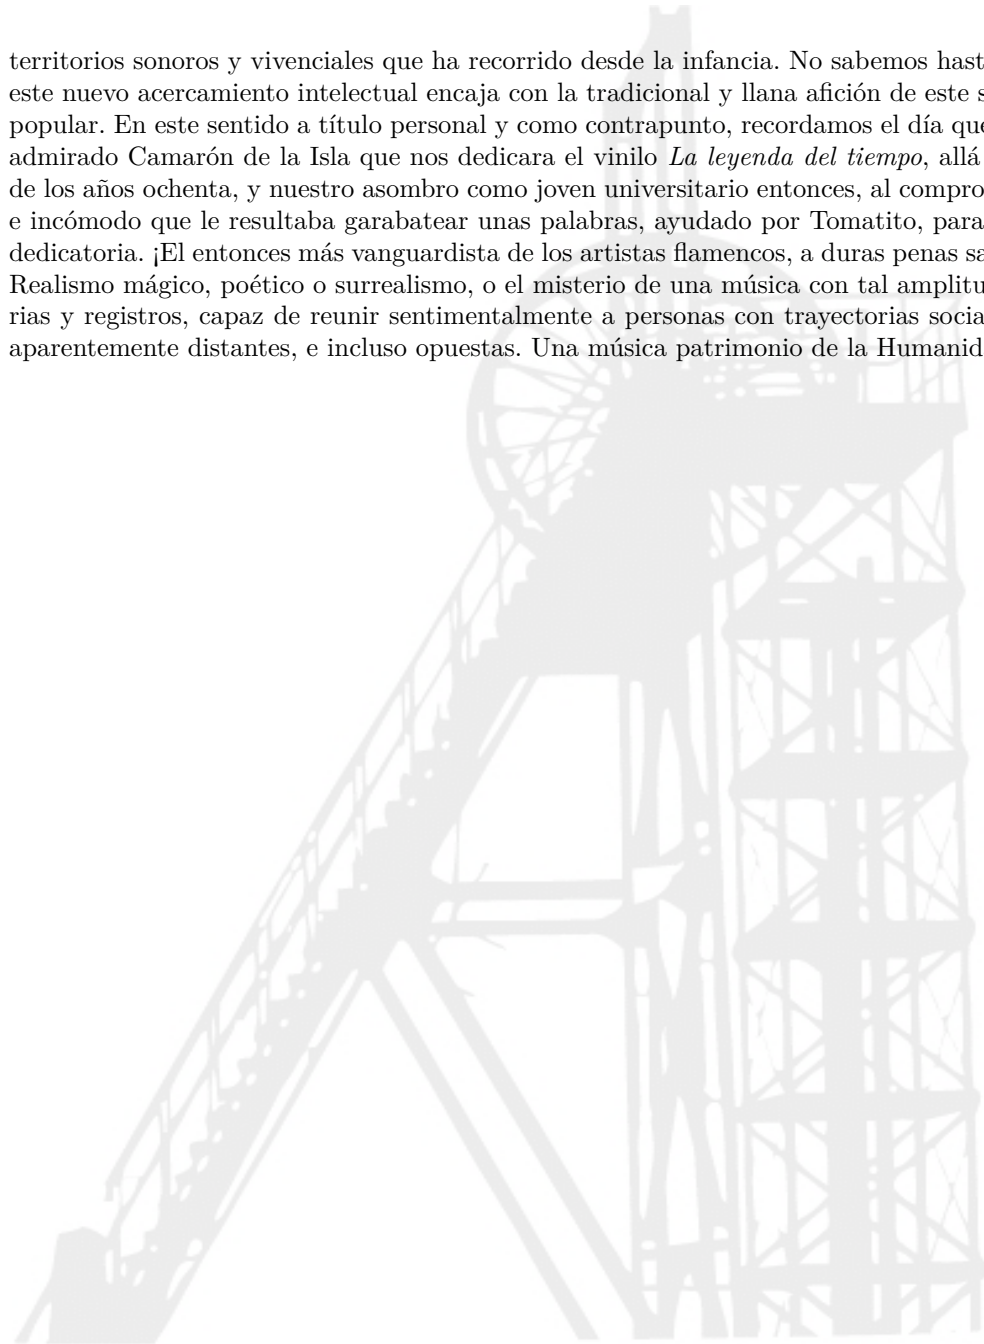 territorios sonoros y vivenciales que ha recorrido desde la infancia. No sabemos hast
este nuevo acercamiento intelectual encaja con la tradicional y llana afición de este s
popular. En este sentido a título personal y como contrapunto, recordamos el día que
admirado Camarón de la Isla que nos dedicara el vinilo La leyenda del tiempo, allá
de los años ochenta, y nuestro asombro como joven universitario entonces, al compro
e incómodo que le resultaba garabatear unas palabras, ayudado por Tomatito, para
dedicatoria. ¡El entonces más vanguardista de los artistas flamencos, a duras penas sa
Realismo mágico, poético o surrealismo, o el misterio de una música con tal amplitu
rias y registros, capaz de reunir sentimentalmente a personas con trayectorias socia
aparentemente distantes, e incluso opuestas. Una música patrimonio de la Humanid